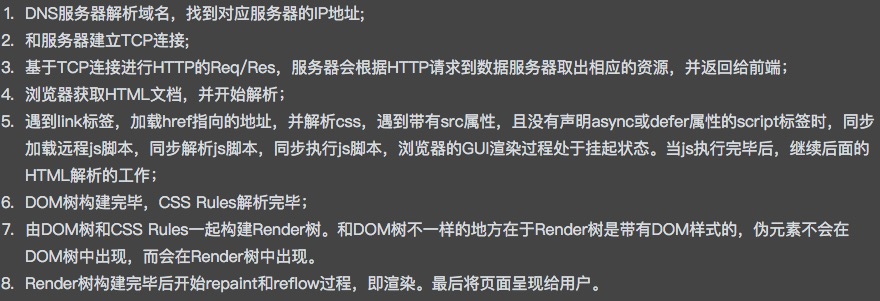 1. DNS服务器解析域名，找到对应服务器的IP地址;
2. 和服务器建立TCP连接;
3. 基于TCP连接进行HTTP的Req/Res，服务器会根据HTTP请求到数据服务器取出相应的资源，并返回给前端；
4. 浏览器获取HTML文档，并开始解析；
5. 遇到link标签，加载href指向的地址，并解析css，遇到带有src属性，且没有声明async或defer属性的script标签时，同步
加载远程js脚本，同步解析js脚本，同步执行js脚本，浏览器的GUI渲染过程处于挂起状态。当js执行完毕后，继续后面的
HTML解析的工作；
6. DOM树构建完毕，CSS Rules解析完毕；
7. 由DOM树和CSS Rules一起构建Render树。和DOM树不一样的地方在于Render树是带有DOM样式的，伪元素不会在
DOM树中出现，而会在Render树中出现。
8. Render树构建完毕后开始repaint和reflow过程，即渲染。最后将页面呈现给用户。